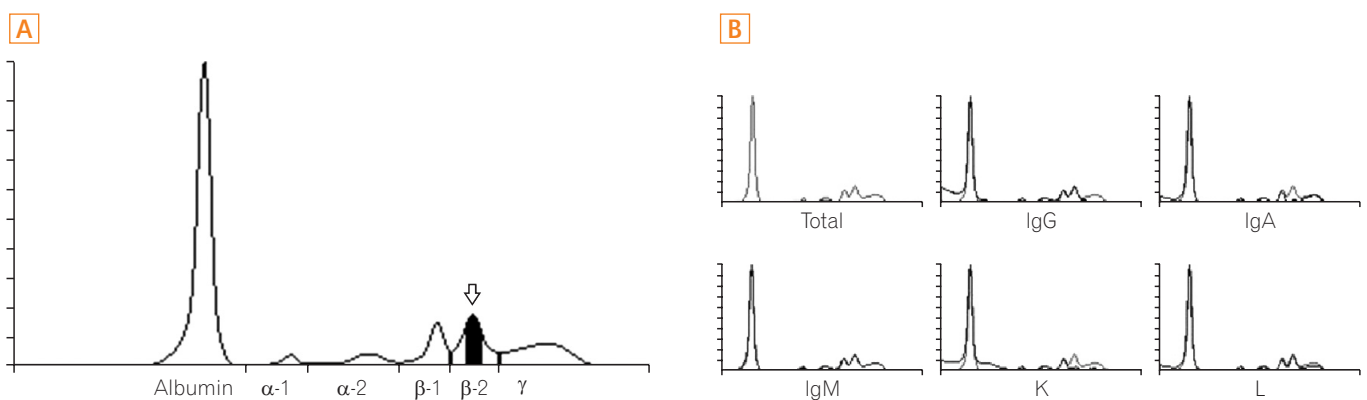 A
B
Albumin α-1 α-2 β-1 β-2 γ
Total IgG IgA
IgM K L